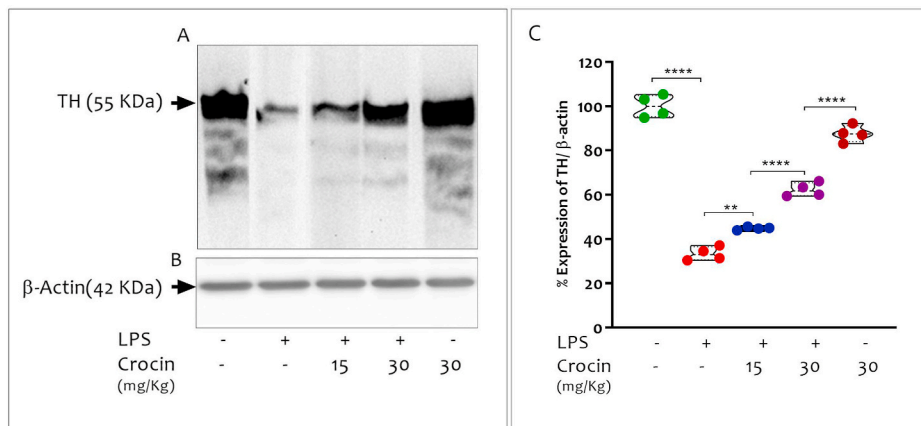 A
TH (55 KDa)
B
β-Actin(42 KDa)
LPS - + + + -
Crocin - - 15 30 30
(mg/Kg)
C
% Expression of TH/ β-actin
120
100
80
60
40
20
0
****
**
****
****
LPS - + + + -
Crocin - - 15 30 30
(mg/Kg)